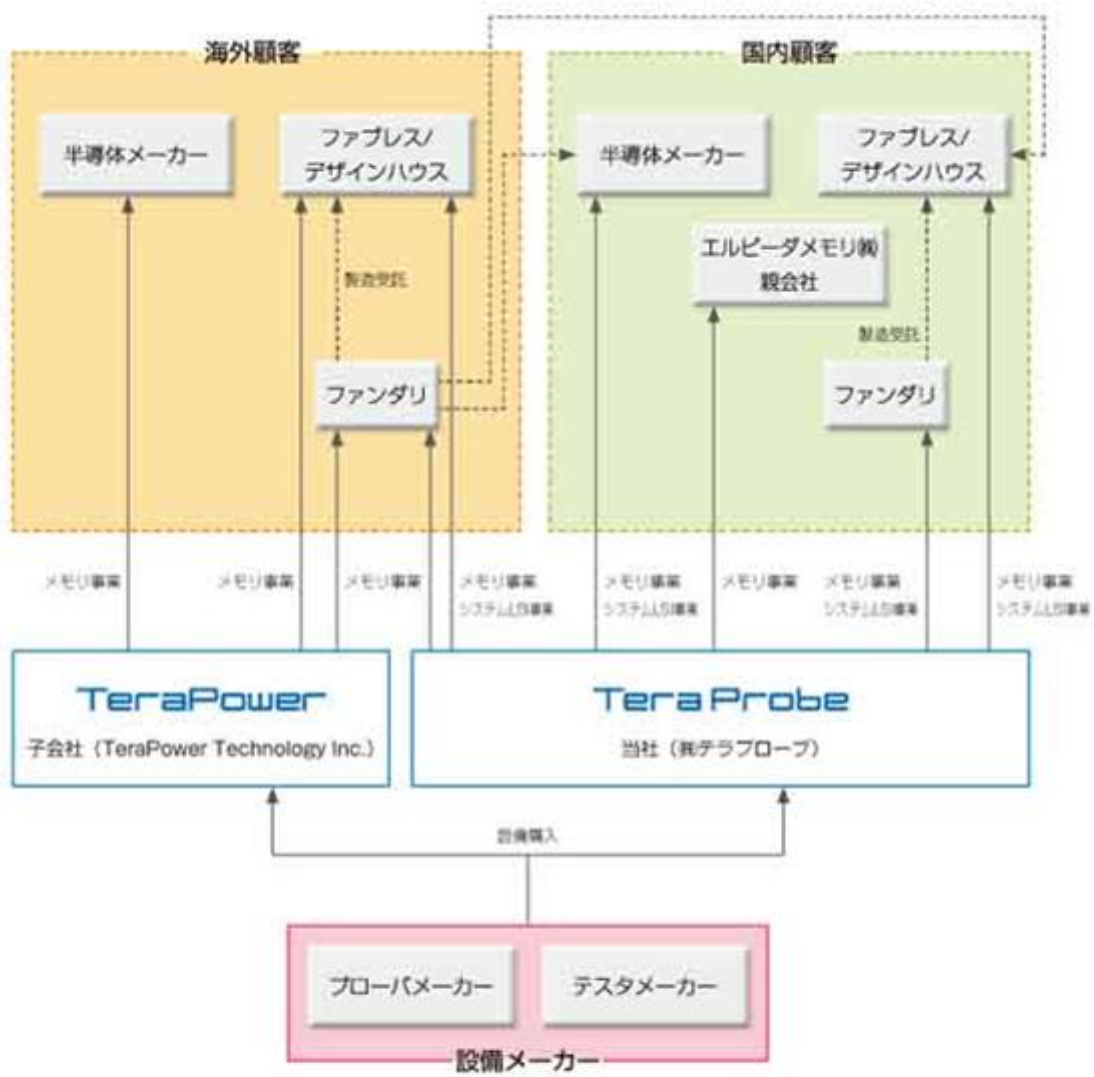 海外顧客
国内顧客
半導体メーカー
ファブレス/
デザインハウス
半導体メーカー
ファブレス/
デザインハウス
エルピーダメモリ㈱
親会社
製造受託
製造受託
ファンダリ
ファンダリ
メモリ事業
メモリ事業
メモリ事業
メモリ事業
システムLSI事業
メモリ事業
システムLSI事業
メモリ事業
メモリ事業
システムLSI事業
メモリ事業
システムLSI事業
TeraPower
子会社（TeraPower Technology Inc.）
Tera Probe
当社（㈱テラプローブ）
設備購入
プローバメーカー
テスタメーカー
設備メーカー